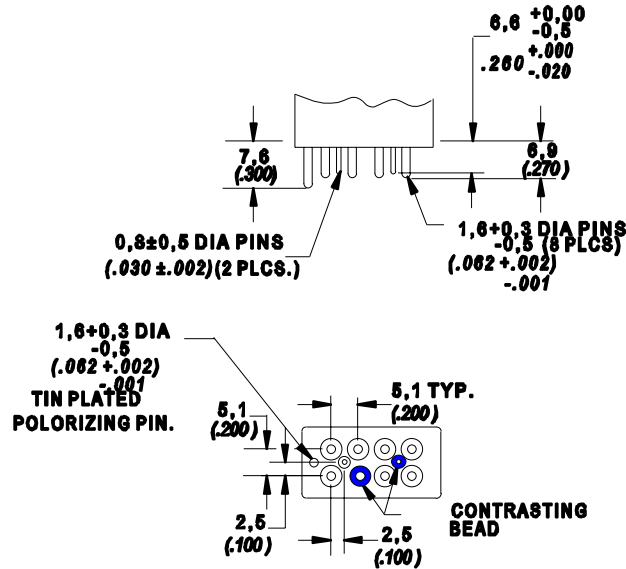 6,6 +0,00
-0,5
.260 +.000
-.020
7,6
(.300)
6,9
(.270)
0,8±0,5 DIA PINS
(.030 ±.002)(2 PLCS.)
1,6+0,3 DIA PINS
-0,5 (8 PLCS)
(.062 +.002)
-.001
1,6+0,3 DIA
-0,5
(.062 +.002)
-.001
TIN PLATED
POLORIZING PIN.
5,1 TYP.
(.200)
5,1
(.200)
CONTRASTING
BEAD
2,5
(.100)
2,5
(.100)